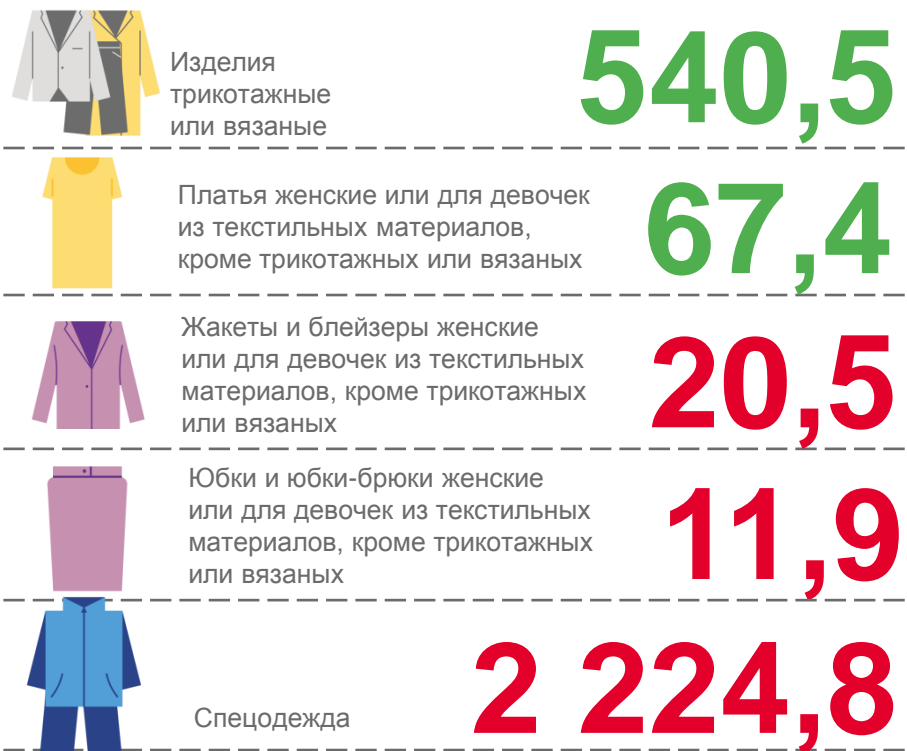 Изделия
трикотажные
или вязаные
540,5
Платья женские или для девочек
из текстильных материалов,
кроме трикотажных или вязаных
67,4
Жакеты и блейзеры женские
или для девочек из текстильных
материалов, кроме трикотажных
или вязаных
20,5
Юбки и юбки-брюки женские
или для девочек из текстильных
материалов, кроме трикотажных
или вязаных
11,9
Спецодежда
2 224,8